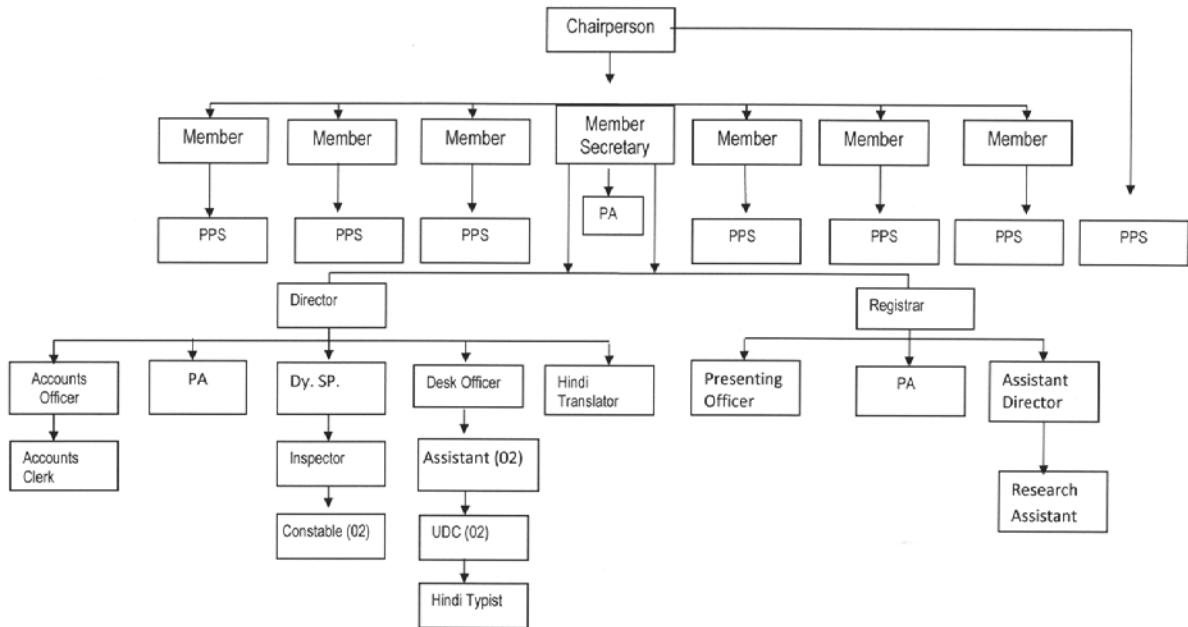 Chairperson
Member
Member
Member
Member
Secretary
Member
Member
Member
PA
PPS
PPS
PPS
PPS
PPS
PPS
PPS
Director
Registrar
Accounts
Officer
PA
Dy. SP.
Desk Officer
Hindi
Translator
Presenting
Officer
PA
Assistant
Director
Accounts
Clerk
Inspector
Assistant (02)
Research
Assistant
Constable (02)
UDC (02)
Hindi Typist